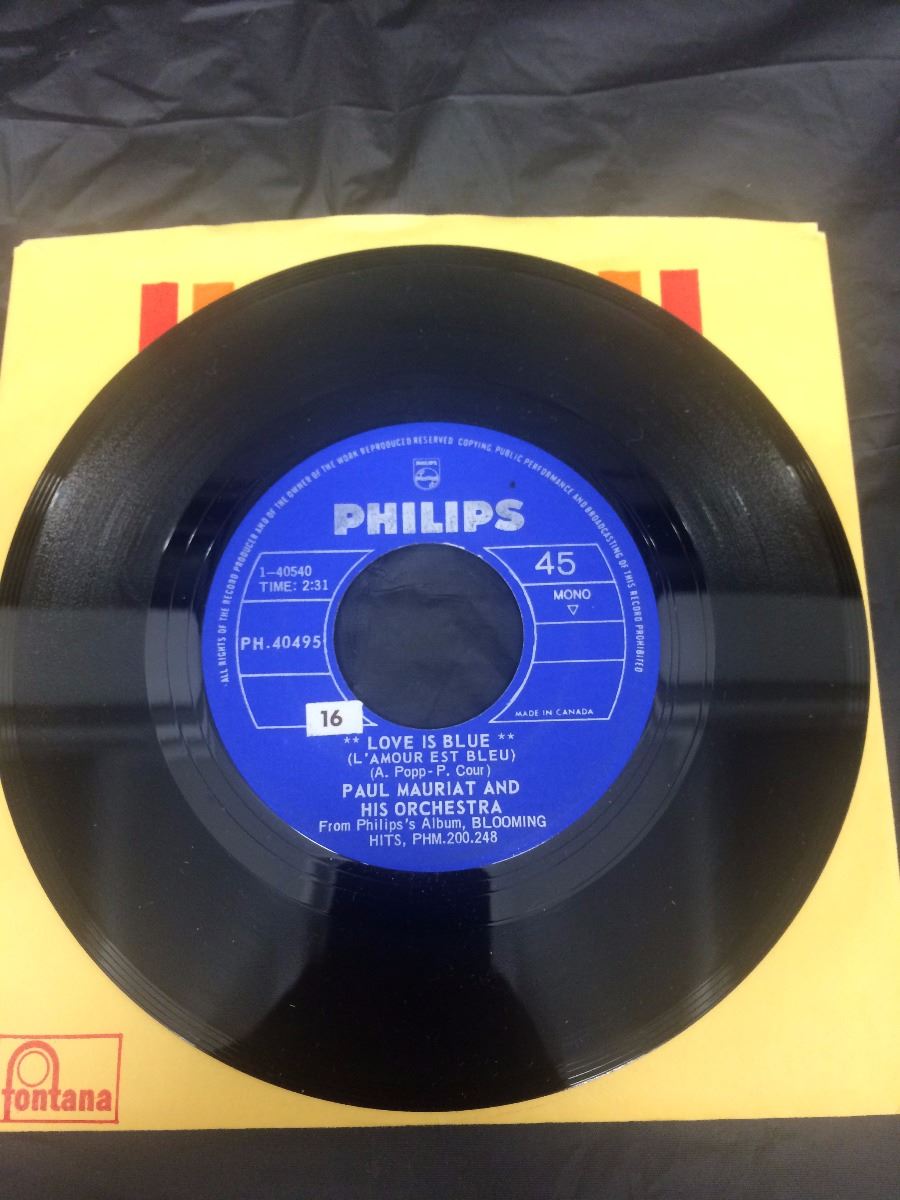 ·ALL RIGHTS OF THE RECORD PRODUCER AND OF THE OWNER OF THE WORK REPRODUCED RESERVED COPYING, PUBLIC PERFORMANCE AND BROADCASTING OF THIS RECORD PROHIBITED
PHILIPS
PHILIPS
1-40540
TIME: 2:31
PH.40495
45
MONO
MADE IN CANADA
16
** LOVE IS BLUE **
(L'AMOUR EST BLEU)
(A. Popp-P. Cour)
PAUL MAURIAT AND
HIS ORCHESTRA
From Philips's Album, BLOOMING
HITS, PHM.200.248
fontana